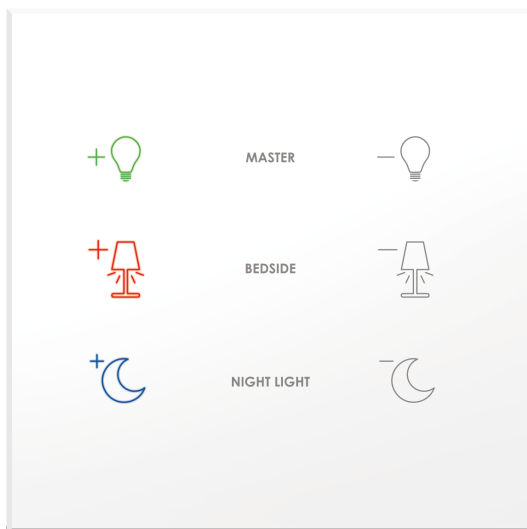 + MASTER −
+ BEDSIDE −
+ NIGHT LIGHT −